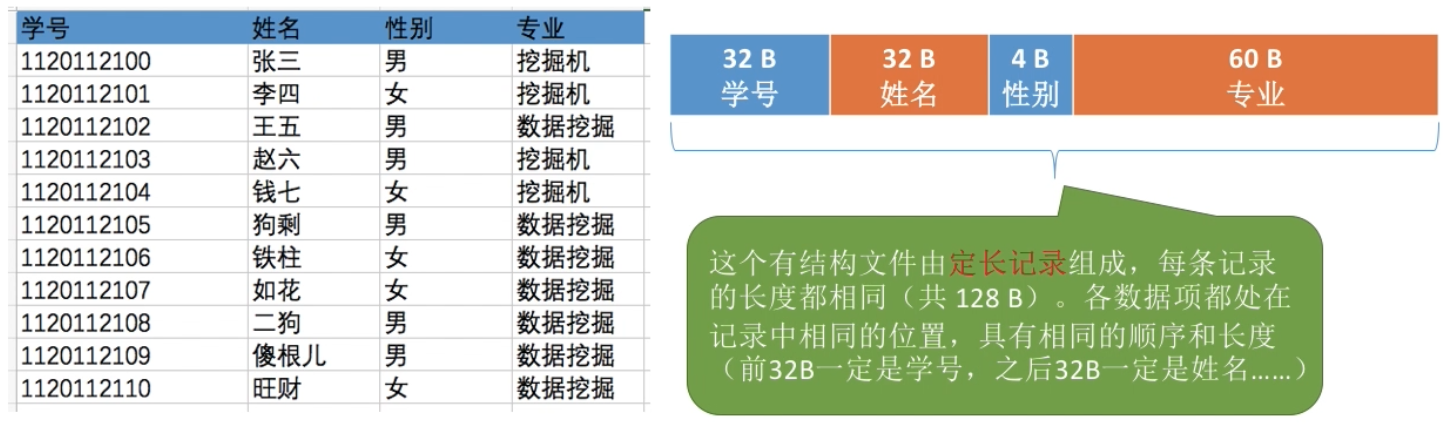 学号 姓名 性别 专业
1120112100 张三 男 挖掘机
1120112101 李四 女 挖掘机
1120112102 王五 男 数据挖掘
1120112103 赵六 男 挖掘机
1120112104 钱七 女 挖掘机
1120112105 狗剩 男 数据挖掘
1120112106 铁柱 女 数据挖掘
1120112107 如花 女 数据挖掘
1120112108 二狗 男 数据挖掘
1120112109 傻根儿 男 数据挖掘
1120112110 旺财 女 数据挖掘
32 B 32 B 4 B 60 B
学号 姓名 性别 专业
这个有结构文件由定长记录组成，每条记录
的长度都相同（共 128 B）。各数据项都处在
记录中相同的位置，具有相同的顺序和长度
（前32B一定是学号，之后32B一定是姓名……）